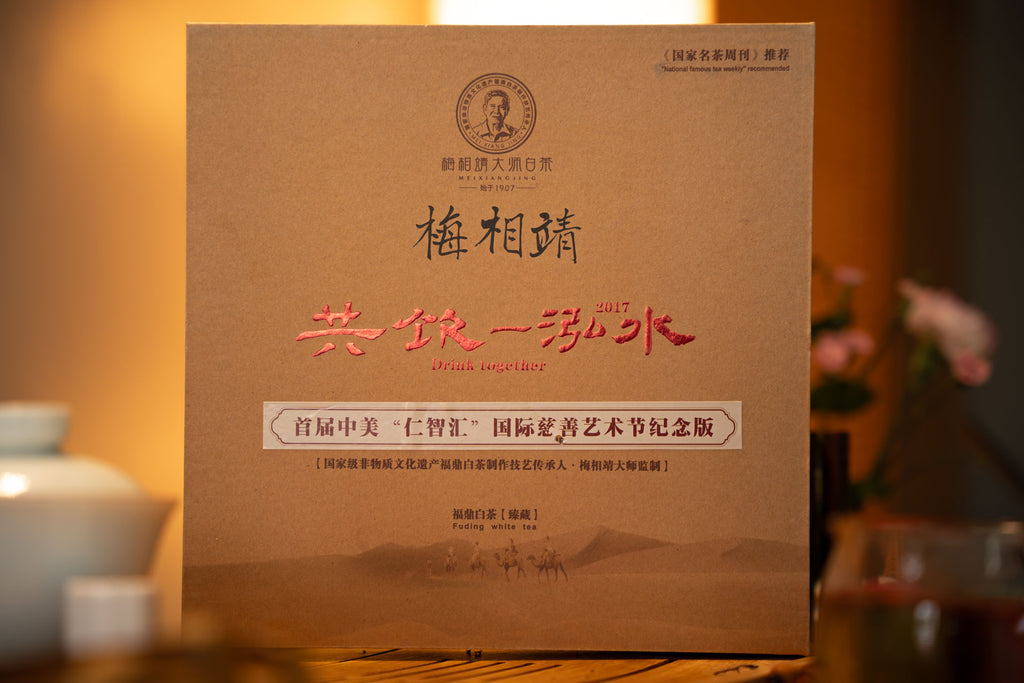 《国家名茶周刊》推荐
"National famous tea weekly" recommended
MEI XIANG JING
梅相靖大师白茶
MEIXIANGJING
始于1907
梅相靖
2017
共饮一泓水
Drink together
首届中美“仁智汇”国际慈善艺术节纪念版
【国家级非物质文化遗产福鼎白茶制作技艺传承人·梅相靖大师监制】
福鼎白茶【臻藏】
Fuding white tea